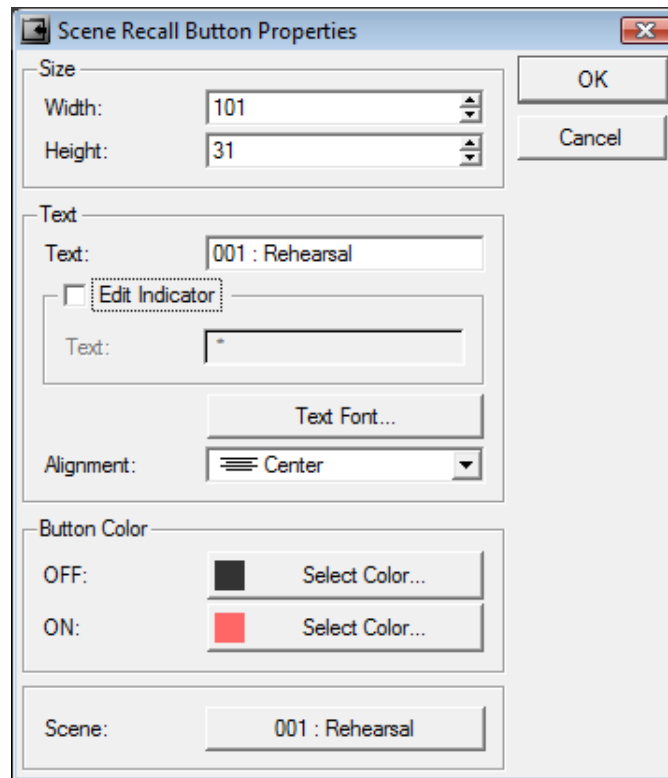 Scene Recall Button Properties
Size
OK
Width: 101
Cancel
Height: 31
Text
Text: 001 : Rehearsal
Edit Indicator
Text: *
Text Font...
Alignment: Center
Button Color
OFF: Select Color...
ON: Select Color...
Scene: 001 : Rehearsal